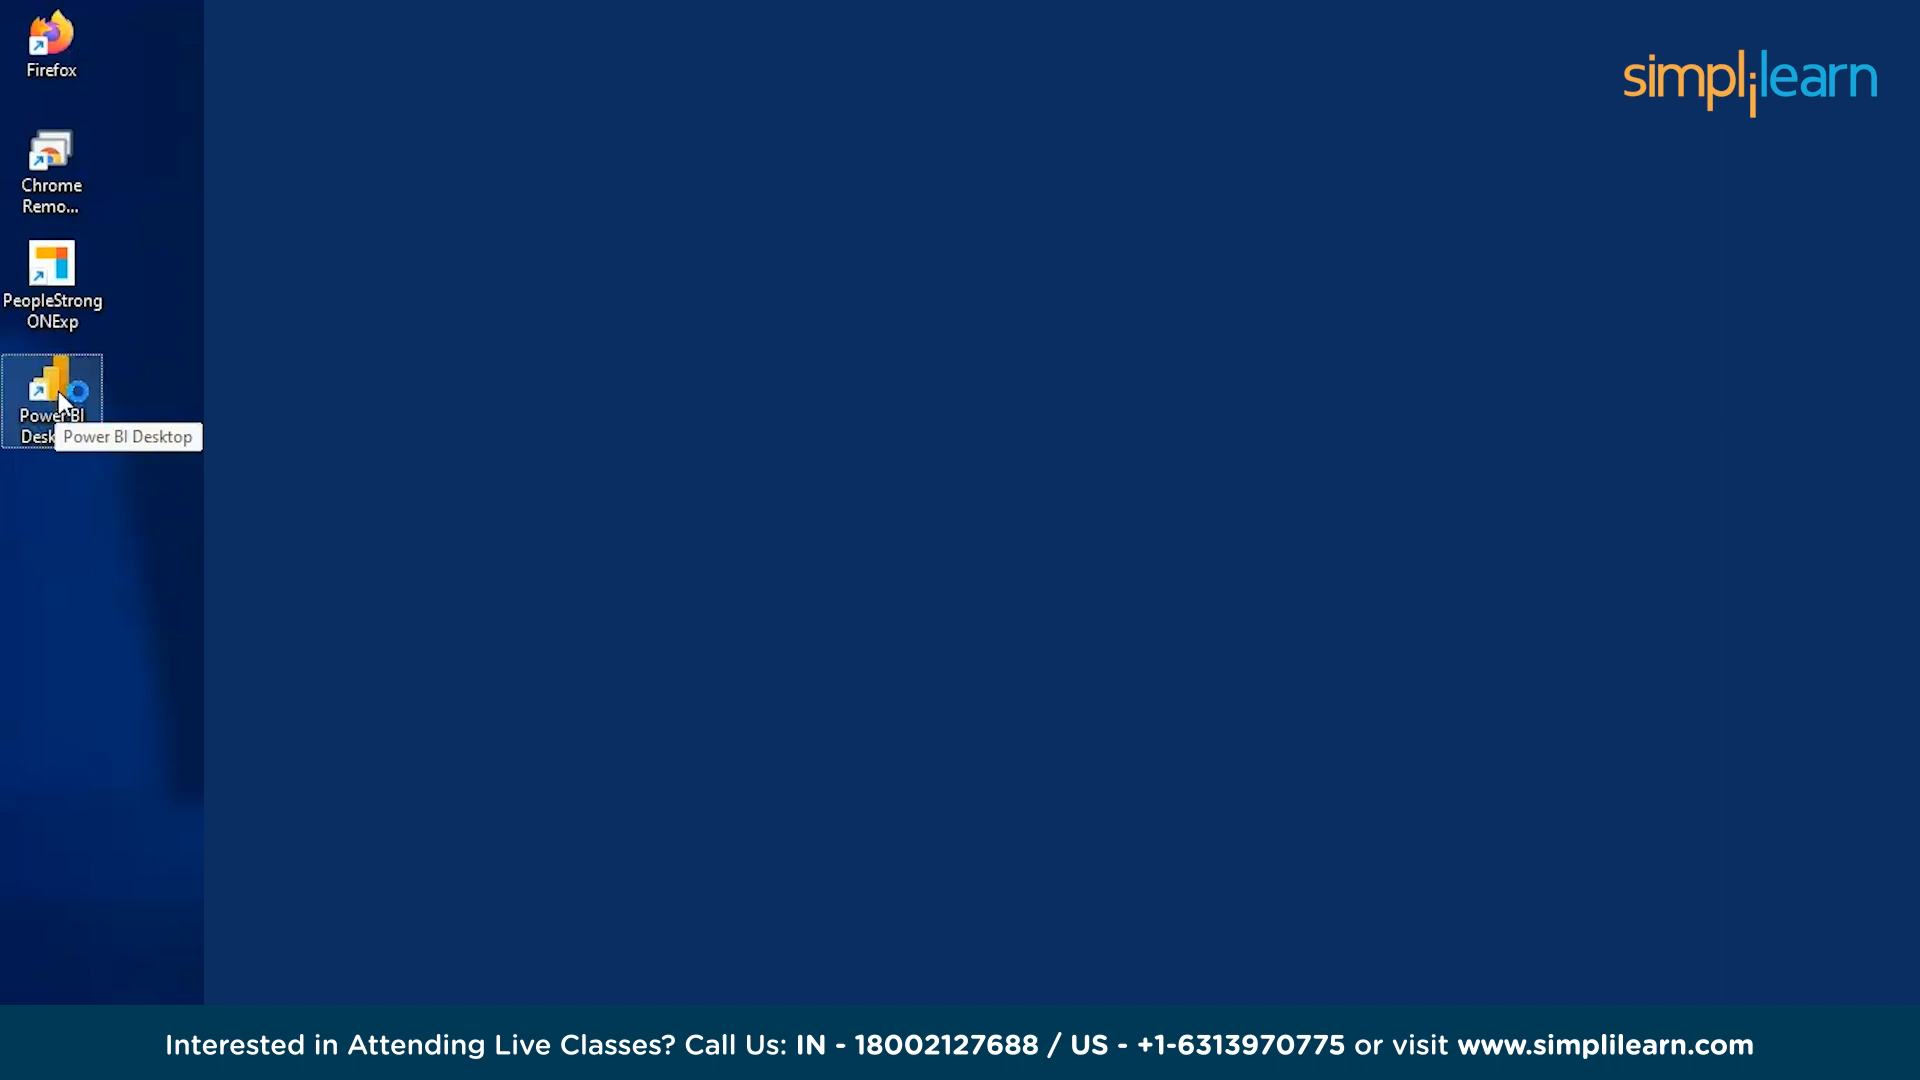 Firefox
simplilearn
Chrome
Remo...
PeopleStrong
ONExp
Power BI
Desk
Power BI Desktop
Interested in Attending Live Classes? Call Us: IN - 18002127688 / US - +1-6313970775 or visit www.simplilearn.com